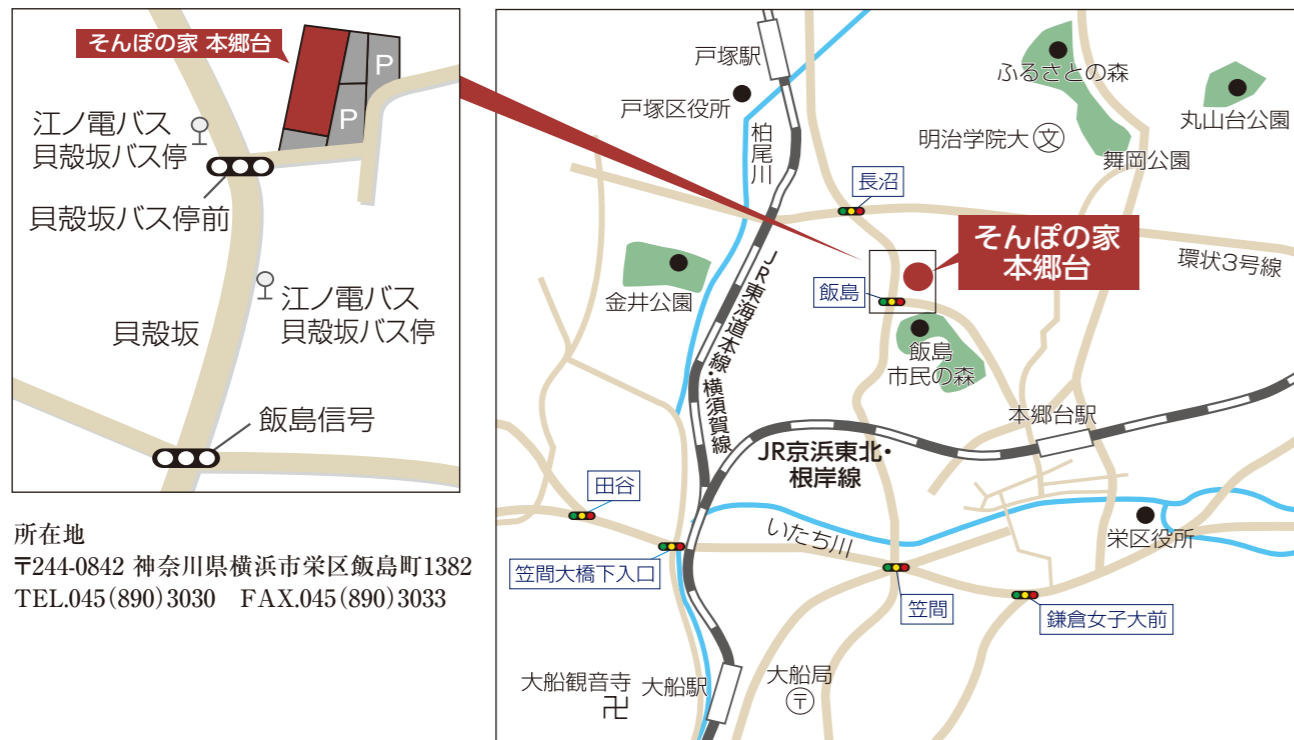 そんぽの家 本郷台
P
P
江ノ電バス
貝殻坂バス停
貝殻坂バス停前
江ノ電バス
貝殻坂バス停
貝殻坂
飯島信号
所在地
〒244-0842 神奈川県横浜市栄区飯島町1382
TEL.045(890)3030 FAX.045(890)3033
戸塚駅
戸塚区役所
柏尾川
ふるさとの森
丸山台公園
明治学院大 文
舞岡公園
長沼
そんぽの家
本郷台
環状3号線
飯島
金井公園
JR東海道本線・横須賀線
飯島
市民の森
本郷台駅
JR京浜東北・
根岸線
田谷
いたち川
栄区役所
笠間大橋下入口
笠間
鎌倉女子大前
大船観音寺
卍
大船駅
大船局
〒